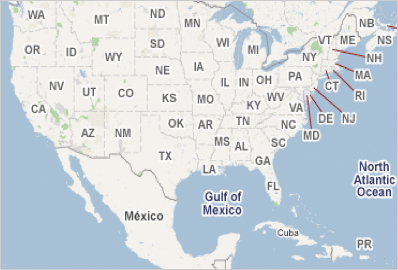 WA
MT
ND
MN
NB
OR
ID
SD
WI
MI
VT
ME
NS
WY
NY
NH
NE
IA
PA
MA
NV
UT
CO
IL
IN
OH
CT
RI
CA
KS
MO
KY
WV
VA
DE
NJ
AZ
NM
OK
AR
TN
NC
MD
MS
AL
SC
TX
LA
GA
FL
North
Atlantic
Ocean
Gulf of
Mexico
México
Cuba
PR